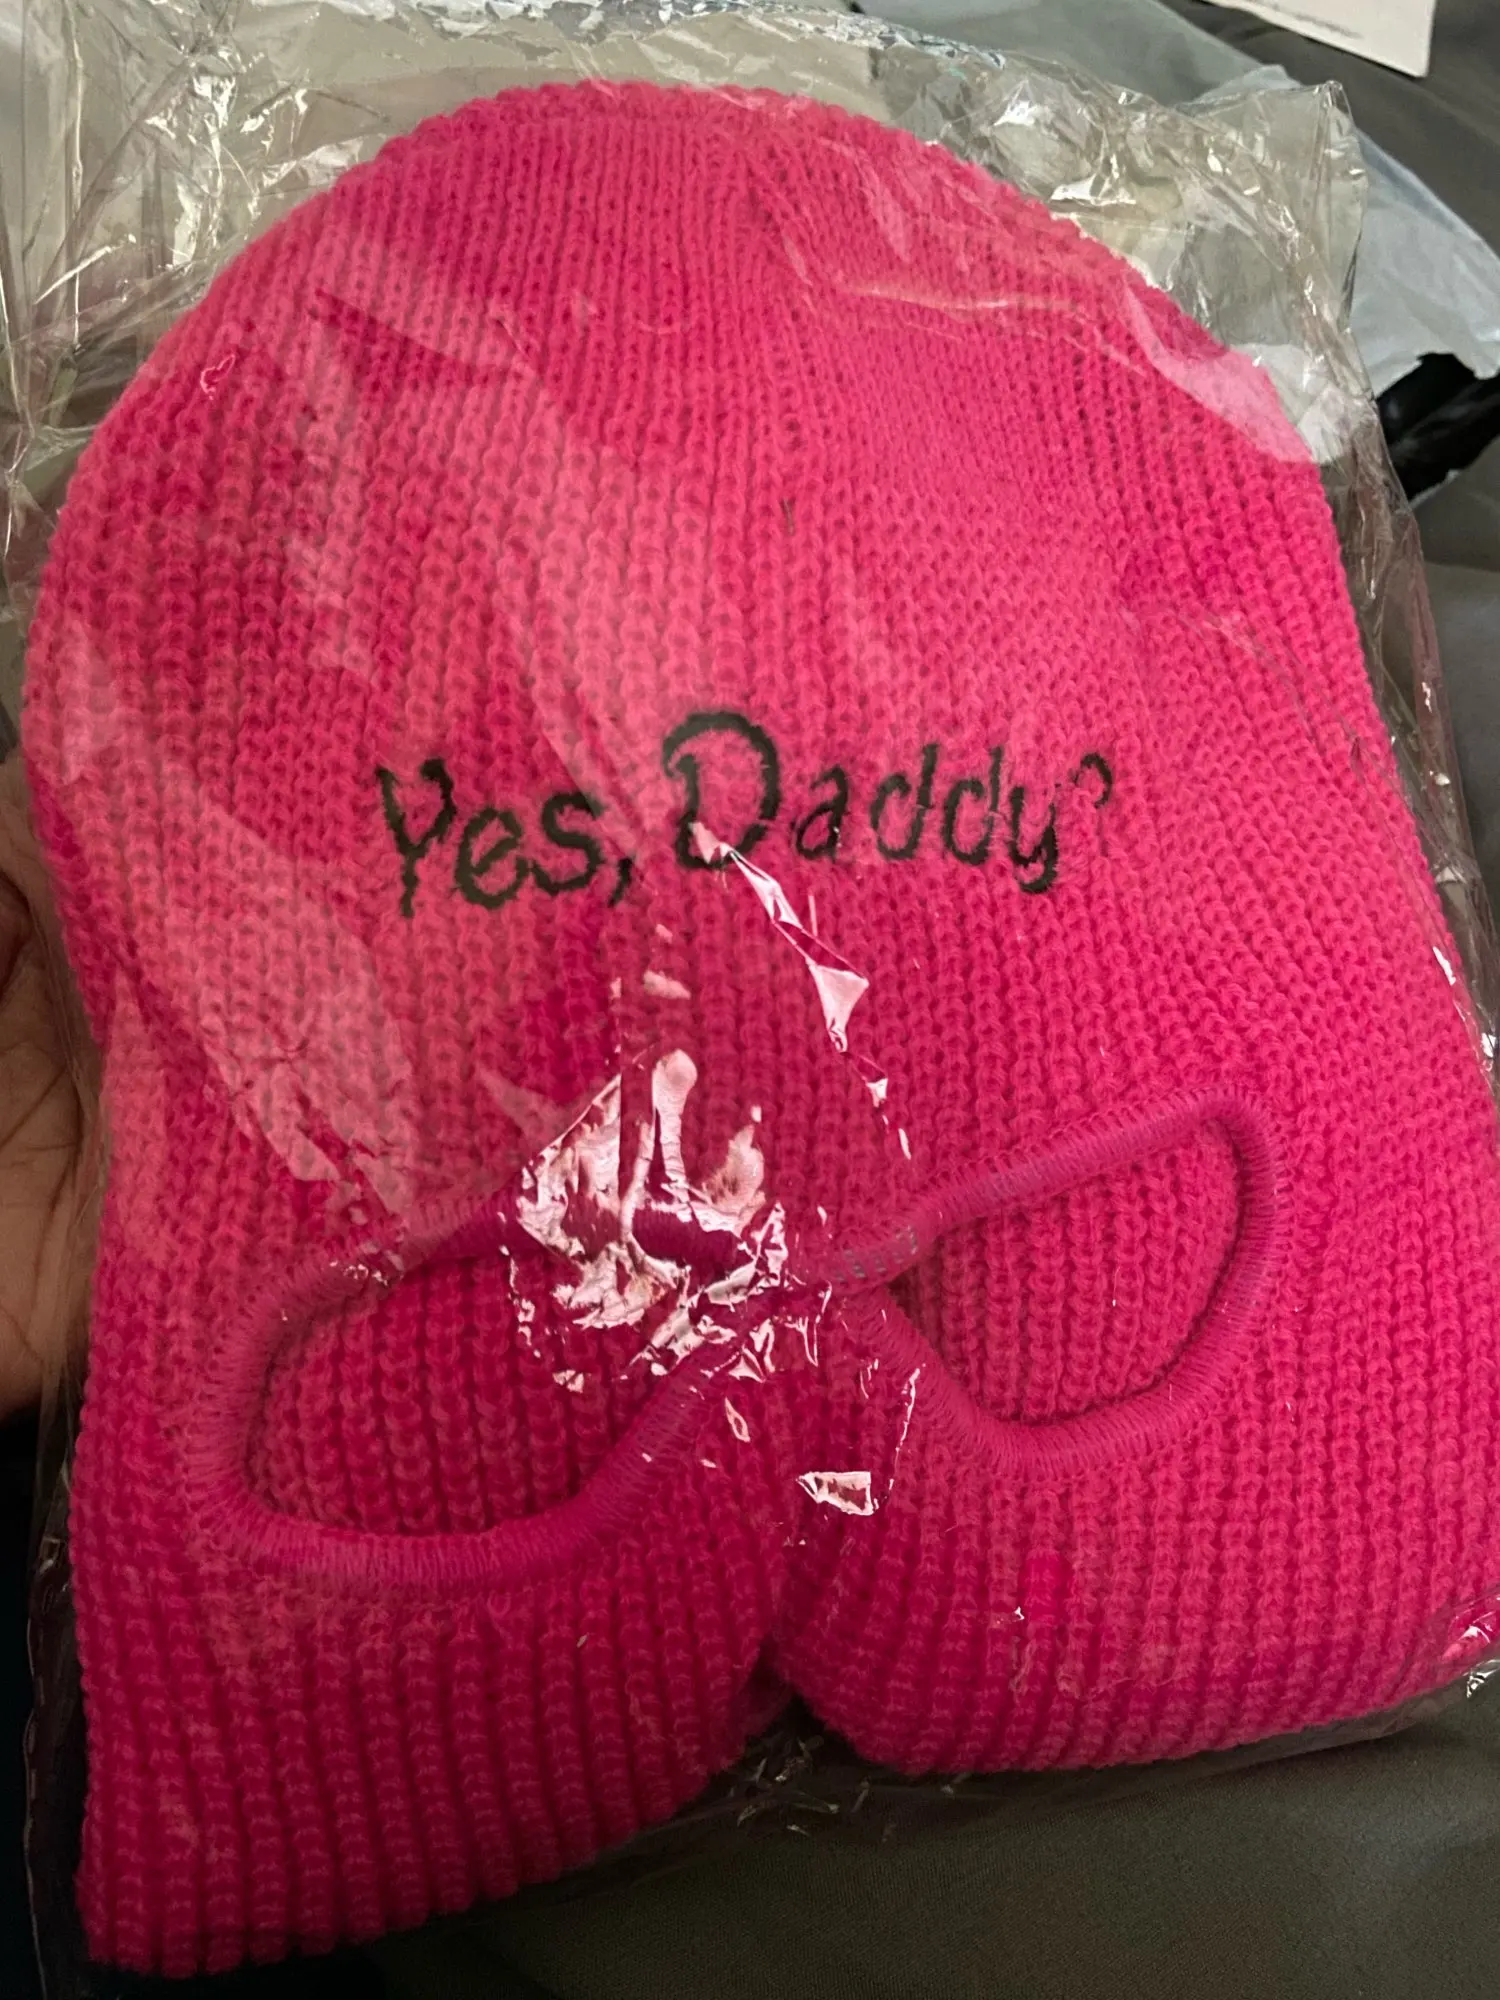 Yes, Daddy?